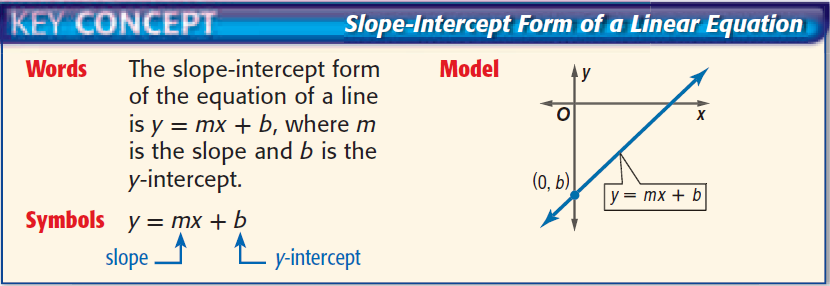 KEY CONCEPT
Slope-Intercept Form of a Linear Equation
Words
The slope-intercept form
of the equation of a line
is y = mx + b, where m
is the slope and b is the
y-intercept.
Symbols
y = mx + b
slope
y-intercept
Model
y
O
x
(0, b)
y = mx + b